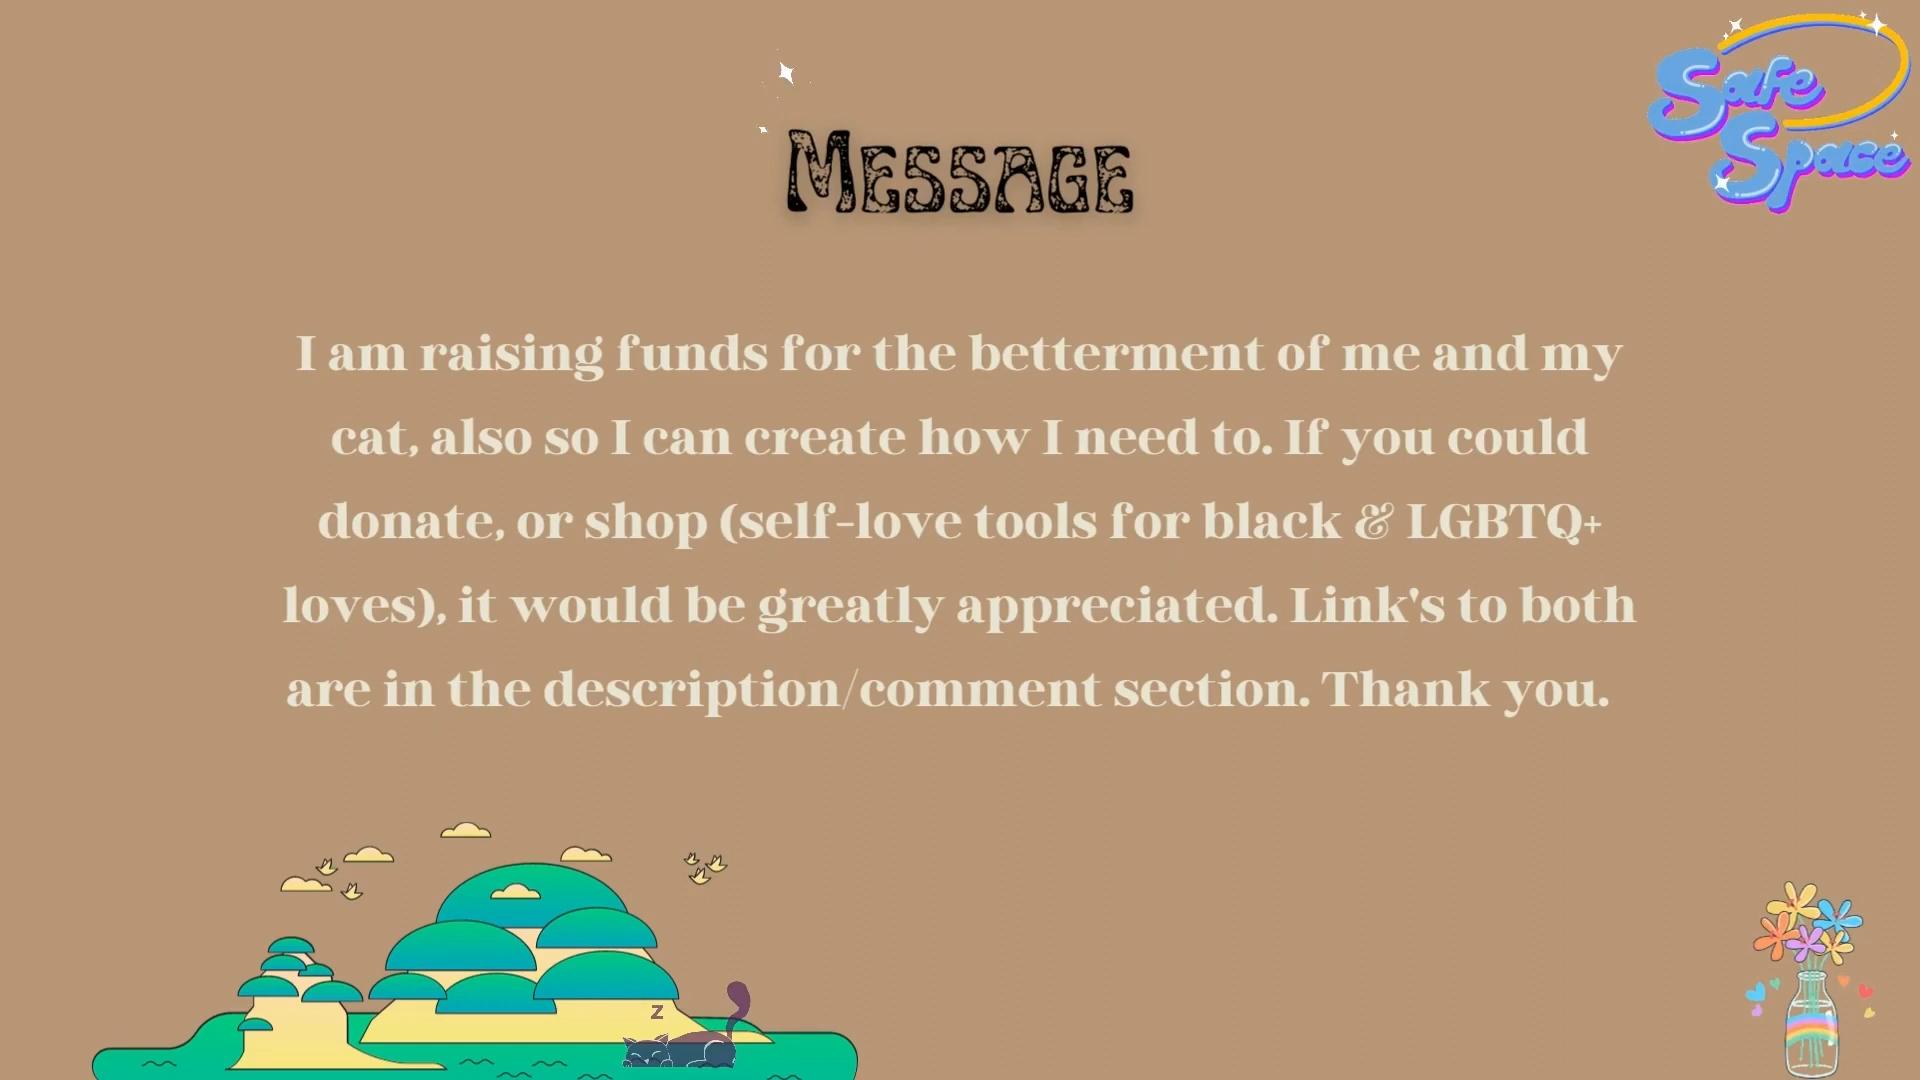 Safe
Space
Message
I am raising funds for the betterment of me and my
cat, also so I can create how I need to. If you could
donate, or shop (self-love tools for black & LGBTQ+
loves), it would be greatly appreciated. Link's to both
are in the description/comment section. Thank you.
z